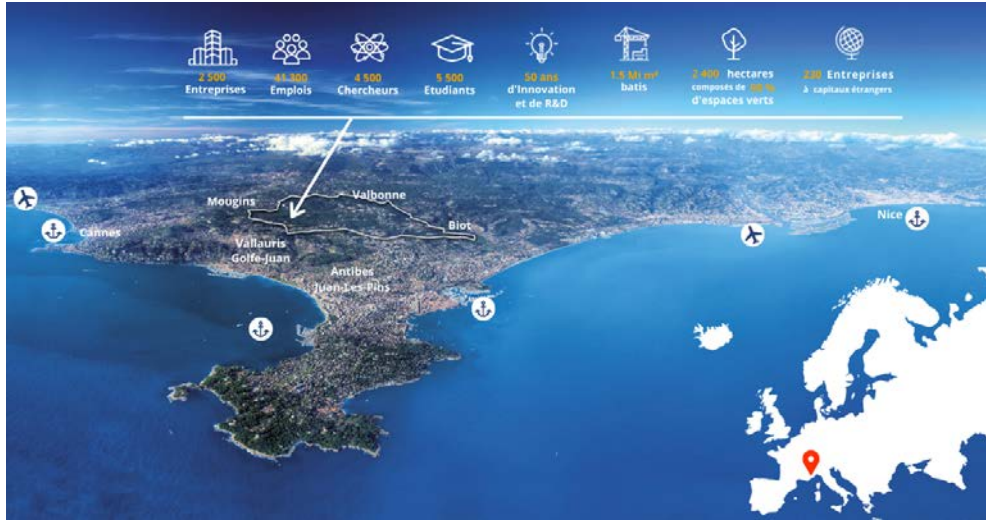 2 500
Entreprises
41 300
Emplois
4 500
Chercheurs
5 500
Etudiants
50 ans
d'Innovation
et de R&D
1.5 Mi m²
batis
2 400 hectares
composés de 60 %
d'espaces verts
230 Entreprises
à capitaux étrangers
Mougins
Valbonne
Biot
Nice
Cannes
Vallauris
Golfe-Juan
Antibes
Juan-Les-Pins